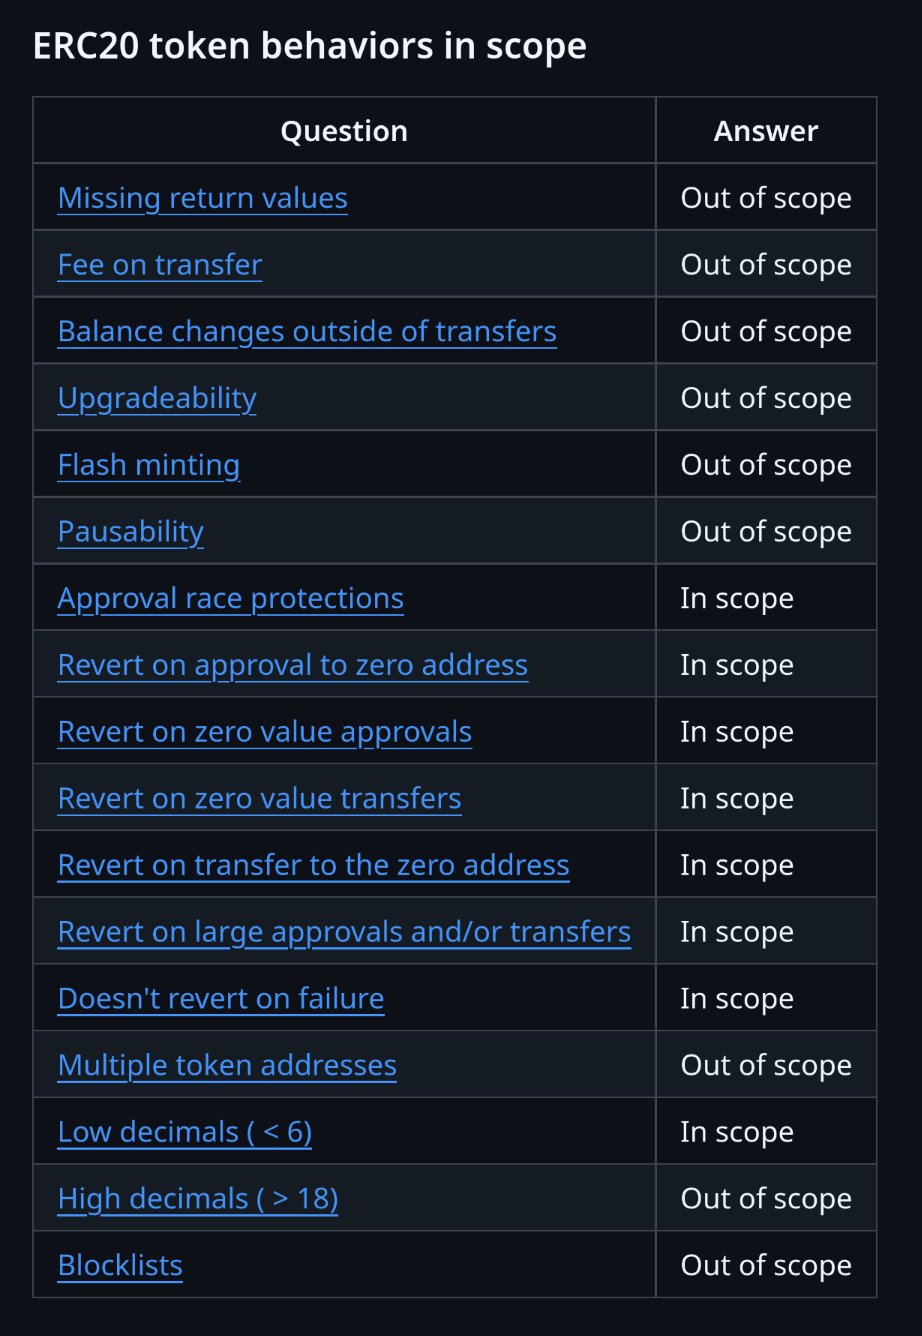 ERC20 token behaviors in scope
Question Answer
Missing return values Out of scope
Fee on transfer Out of scope
Balance changes outside of transfers Out of scope
Upgradeability Out of scope
Flash minting Out of scope
Pausability Out of scope
Approval race protections In scope
Revert on approval to zero address In scope
Revert on zero value approvals In scope
Revert on zero value transfers In scope
Revert on transfer to the zero address In scope
Revert on large approvals and/or transfers In scope
Doesn't revert on failure In scope
Multiple token addresses Out of scope
Low decimals ( < 6) In scope
High decimals ( > 18) Out of scope
Blocklists Out of scope